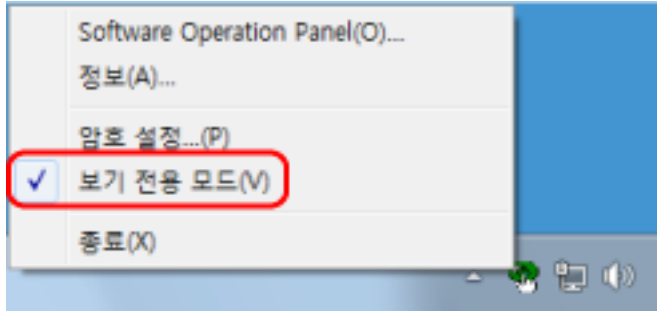 Software Operation Panel(O)...
정보(A)...
암호 설정...(P)
보기 전용 모드(V)
종료(X)